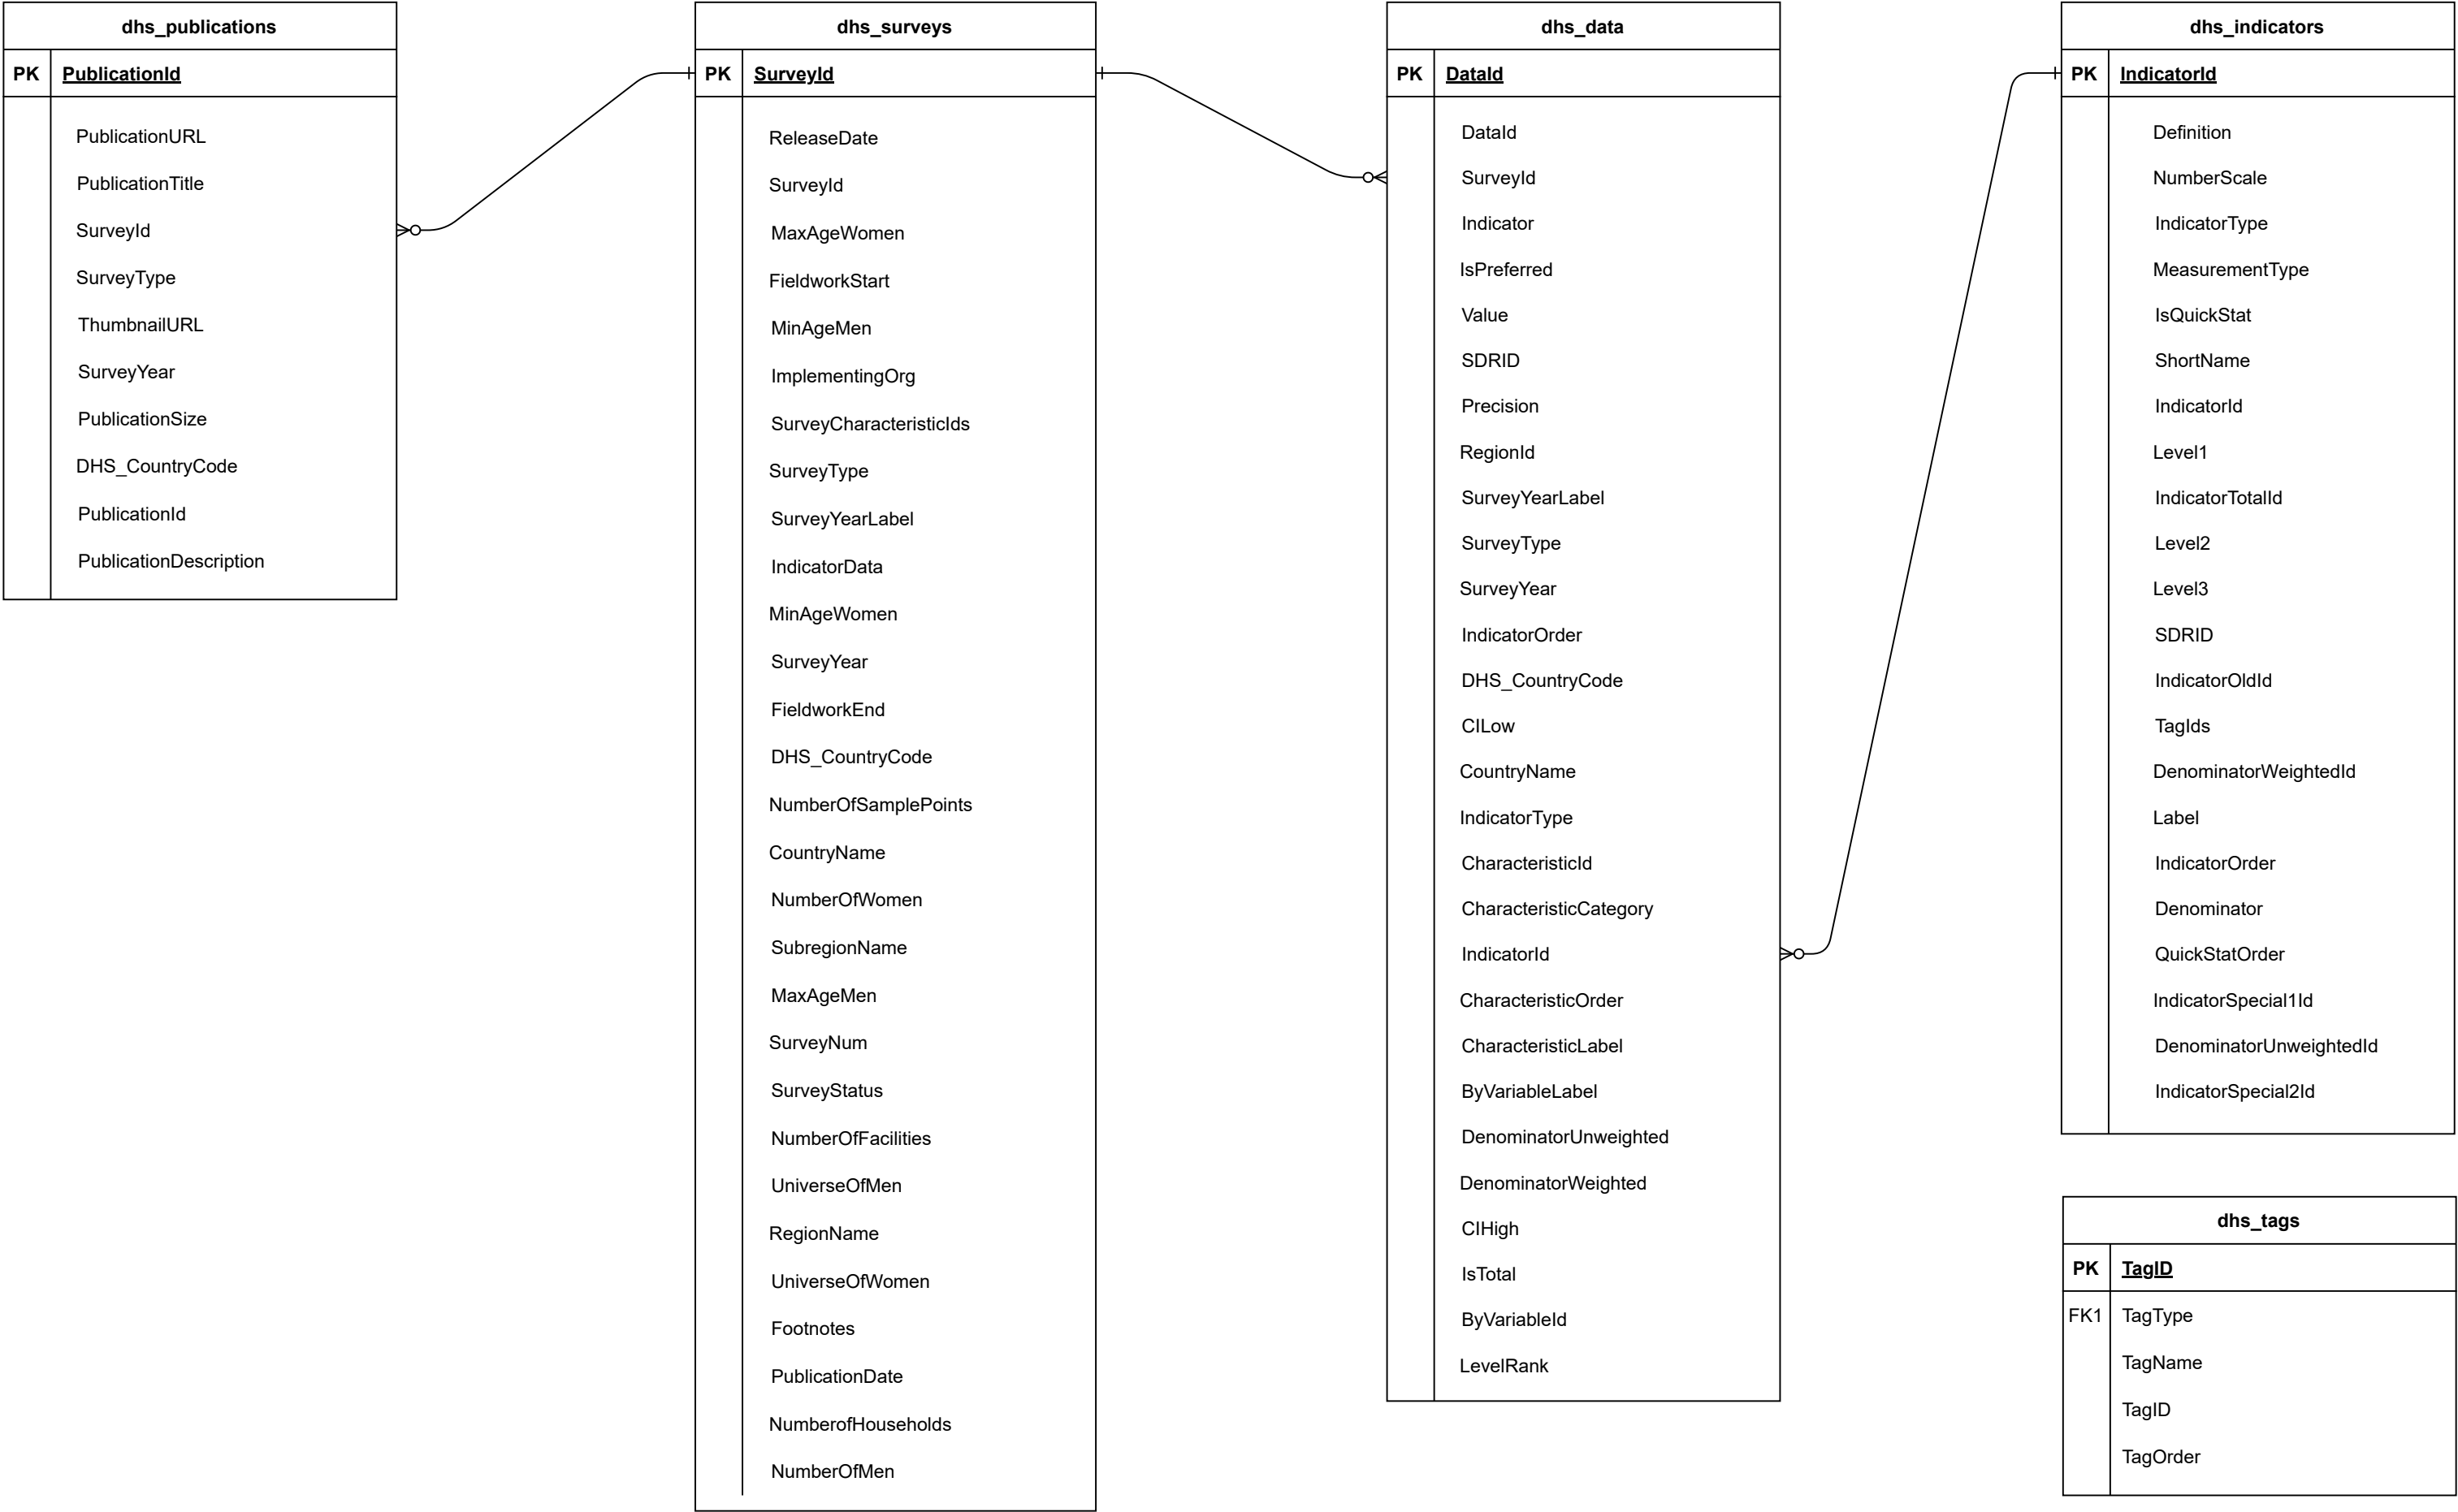 dhs_publications
PK PublicationId
PublicationURL
PublicationTitle
SurveyId
SurveyType
ThumbnailURL
SurveyYear
PublicationSize
DHS_CountryCode
PublicationId
PublicationDescription
dhs_surveys
PK SurveyId
ReleaseDate
SurveyId
MaxAgeWomen
FieldworkStart
MinAgeMen
ImplementingOrg
SurveyCharacteristicIds
SurveyType
SurveyYearLabel
IndicatorData
MinAgeWomen
SurveyYear
FieldworkEnd
DHS_CountryCode
NumberOfSamplePoints
CountryName
NumberOfWomen
SubregionName
MaxAgeMen
SurveyNum
SurveyStatus
NumberOfFacilities
UniverseOfMen
RegionName
UniverseOfWomen
Footnotes
PublicationDate
NumberofHouseholds
NumberOfMen
dhs_data
PK DataId
DataId
SurveyId
Indicator
IsPreferred
Value
SDRID
Precision
RegionId
SurveyYearLabel
SurveyType
SurveyYear
IndicatorOrder
DHS_CountryCode
CILow
CountryName
IndicatorType
CharacteristicId
CharacteristicCategory
IndicatorId
CharacteristicOrder
CharacteristicLabel
ByVariableLabel
DenominatorUnweighted
DenominatorWeighted
CIHigh
IsTotal
ByVariableId
LevelRank
dhs_indicators
PK IndicatorId
Definition
NumberScale
IndicatorType
MeasurementType
IsQuickStat
ShortName
IndicatorId
Level1
IndicatorTotalId
Level2
Level3
SDRID
IndicatorOldId
TagIds
DenominatorWeightedId
Label
IndicatorOrder
Denominator
QuickStatOrder
IndicatorSpecial1Id
DenominatorUnweightedId
IndicatorSpecial2Id
dhs_tags
PK TagID
FK1 TagType
TagName
TagID
TagOrder